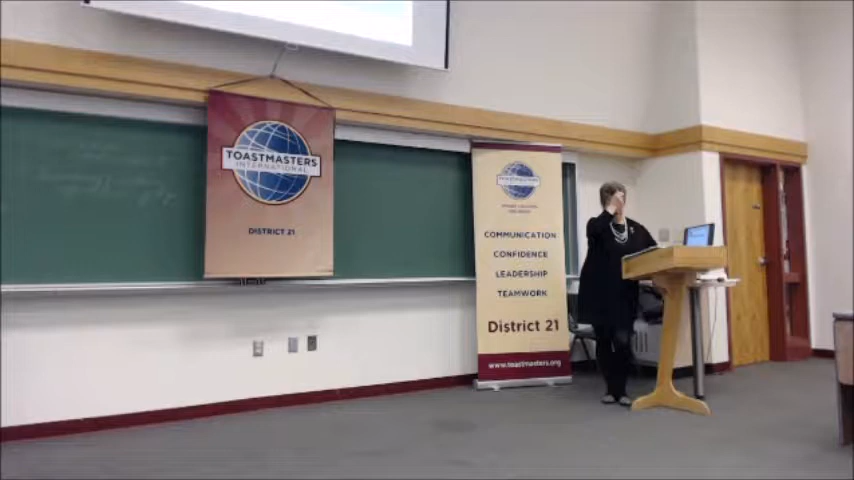 TOASTMASTERS
INTERNATIONAL
DISTRICT 21
TOASTMASTERS
COMMUNICATION
CONFIDENCE
LEADERSHIP
TEAMWORK
District 21
www.toastmasters.org